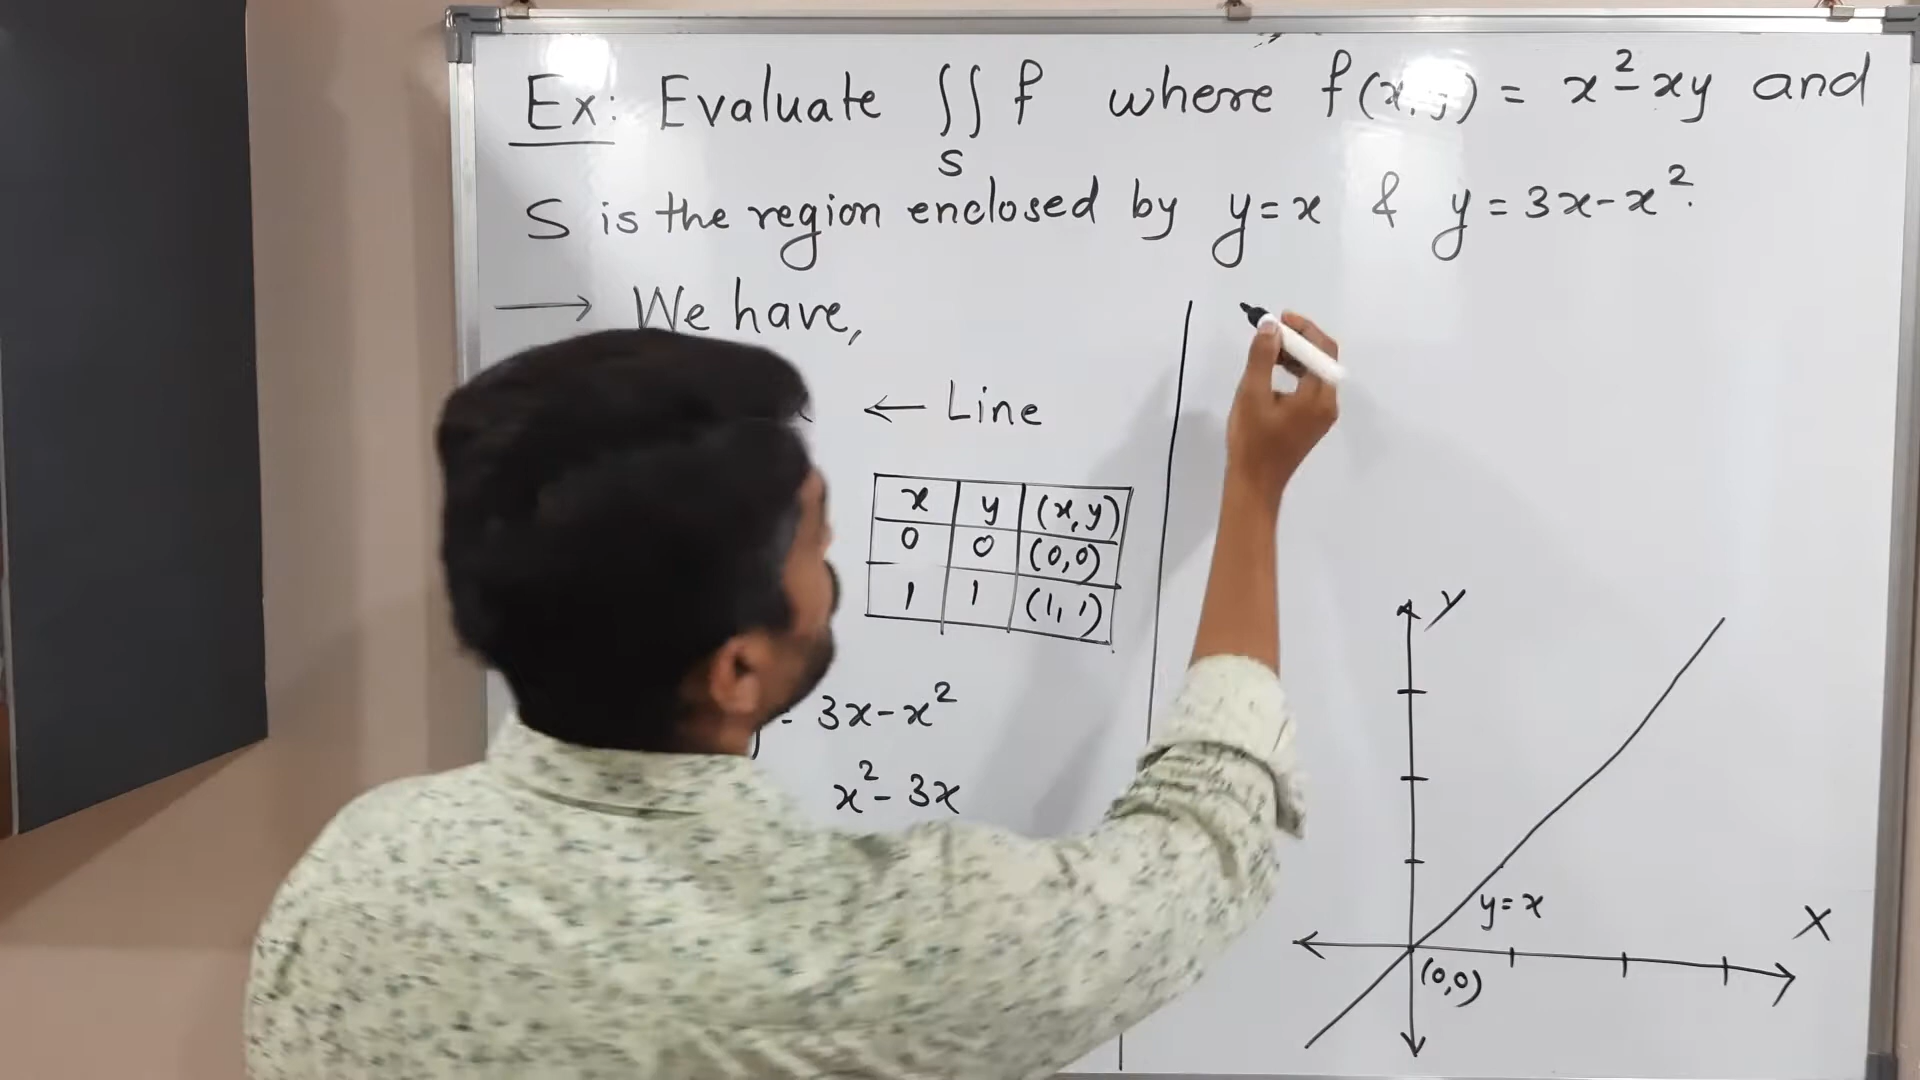 Ex: Evaluate ∬ f where f(x,y) = x² - xy and
S
S is the region enclosed by y = x & y = 3x - x².
→ We have,
← Line
x y (x,y)
0 0 (0,0)
1 1 (1,1)
= 3x - x²
x² - 3x
Y
y = x
X
(0,0)